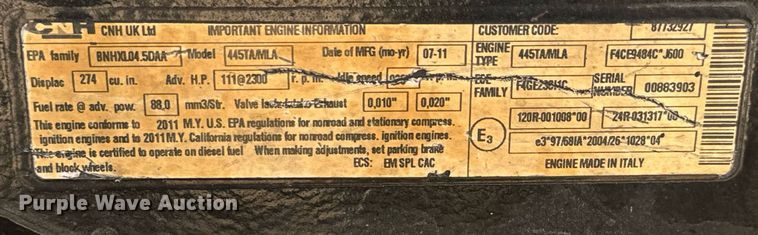 CNH CNH UK Ltd IMPORTANT ENGINE INFORMATION CUSTOMER CODE: 87132927
EPA family BNHXL04.5DAA Model 445TA/MLA Date of MFG (mo-yr) 07-11 ENGINE TYPE 445TA/MLA F4CE9484C*J600
Displac 274 cu. in. Adv. H.P. 111@2300 r. p. m. Idle speed FAMILY SERIAL NUMBER 00883903
Fuel rate @ adv. pow. 88,0 mm3/Str. Valve Exhaust 0,010" 0,020" 120R-001008*00 24R-031317*00
This engine conforms to 2011 M.Y. U.S. EPA regulations for nonroad and stationary compress.
ignition engines and to 2011 M.Y. California regulations for nonroad compress. ignition engines.
This engine is certified to operate on diesel fuel When making adjustments, set parking brake
and block wheels. ECS: EM SPL CAC
E3 e3*97/68IA*2004/26*1028*04
ENGINE MADE IN ITALY
Purple Wave Auction